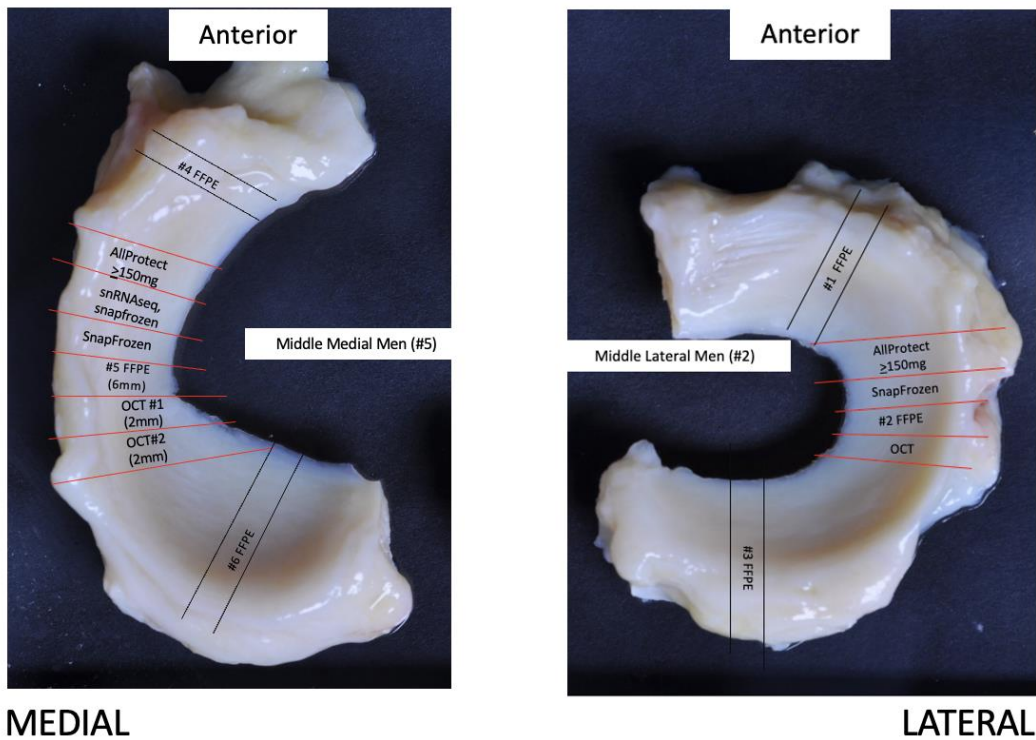 Anterior
#4 FFPE
AllProtect
≥150mg
snRNAseq,
snapfrozen
SnapFrozen
#5 FFPE
(6mm)
OCT #1
(2mm)
OCT#2
(2mm)
#6 FFPE
Middle Medial Men (#5)
MEDIAL
Anterior
#1 FFPE
AllProtect
≥150mg
SnapFrozen
#2 FFPE
OCT
Middle Lateral Men (#2)
#3 FFPE
LATERAL